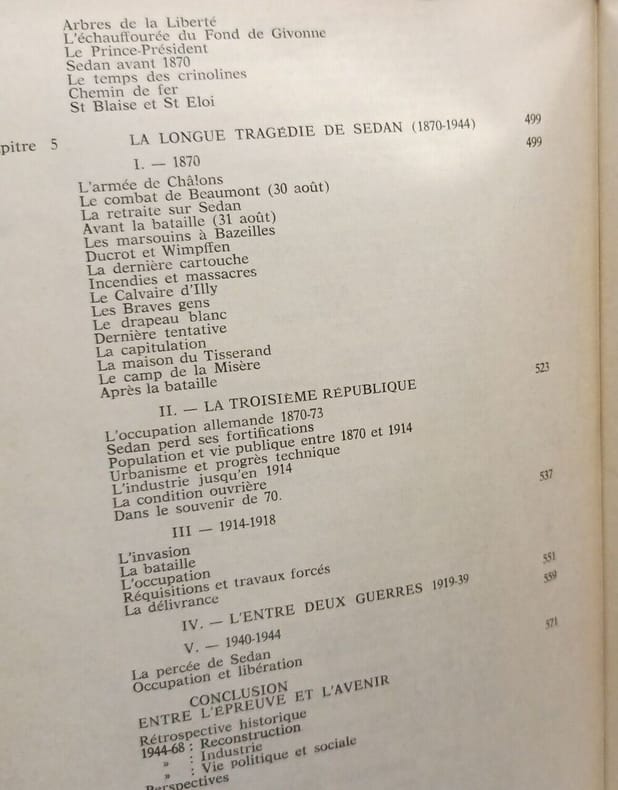 Arbres de la Liberté
L'échauffourée du Fond de Givonne
Le Prince-Président
Sedan avant 1870
Le temps des crinolines
Chemin de fer
St Blaise et St Eloi
pitre 5 LA LONGUE TRAGÉDIE DE SEDAN (1870-1944) 499
I. — 1870 499
L'armée de Châlons
Le combat de Beaumont (30 août)
La retraite sur Sedan
Avant la bataille (31 août)
Les marsouins à Bazeilles
Ducrot et Wimpffen
La dernière cartouche
Incendies et massacres
Le Calvaire d'Illy
Les Braves gens
Le drapeau blanc
Dernière tentative
La capitulation
La maison du Tisserand
Le camp de la Misère
Après la bataille
II. — LA TROISIÈME RÉPUBLIQUE 523
L'occupation allemande 1870-73
Sedan perd ses fortifications
Population et vie publique entre 1870 et 1914
Urbanisme et progrès technique
L'industrie jusqu'en 1914
La condition ouvrière
Dans le souvenir de 70.
III — 1914-1918 537
L'invasion
La bataille
L'occupation
Réquisitions et travaux forcés
La délivrance
IV. — L'ENTRE DEUX GUERRES 1919-39 551
V. — 1940-1944 559
La percée de Sedan
Occupation et libération
CONCLUSION 571
ENTRE L'ÉPREUVE ET L'AVENIR
Rétrospective historique
1944-68 : Reconstruction
» : Industrie
» : Vie politique et sociale
Perspectives